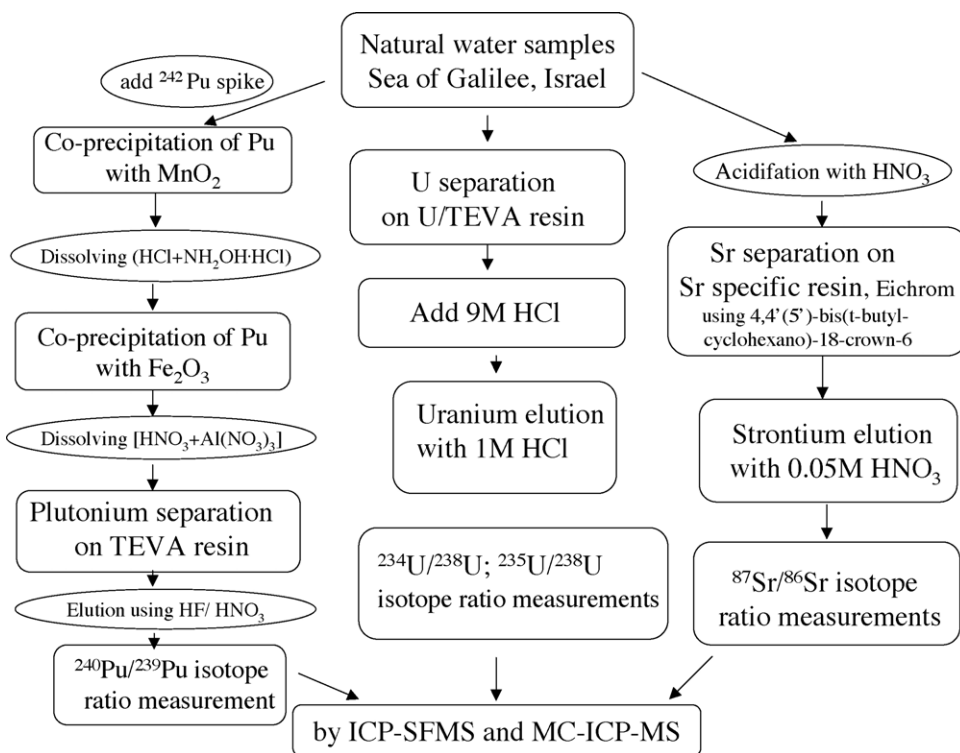 Natural water samples
Sea of Galilee, Israel
add ²⁴²Pu spike
Co-precipitation of Pu
with MnO₂
Dissolving (HCl+NH₂OH·HCl)
Co-precipitation of Pu
with Fe₂O₃
Dissolving [HNO₃+Al(NO₃)₃]
Plutonium separation
on TEVA resin
Elution using HF/ HNO₃
²⁴⁰Pu/²³⁹Pu isotope
ratio measurement
U separation
on U/TEVA resin
Add 9M HCl
Uranium elution
with 1M HCl
²³⁴U/²³⁸U; ²³⁵U/²³⁸U
isotope ratio measurements
Acidifation with HNO₃
Sr separation on
Sr specific resin, Eichrom
using 4,4’(5’)-bis(t-butyl-
cyclohexano)-18-crown-6
Strontium elution
with 0.05M HNO₃
⁸⁷Sr/⁸⁶Sr isotope
ratio measurements
by ICP-SFMS and MC-ICP-MS